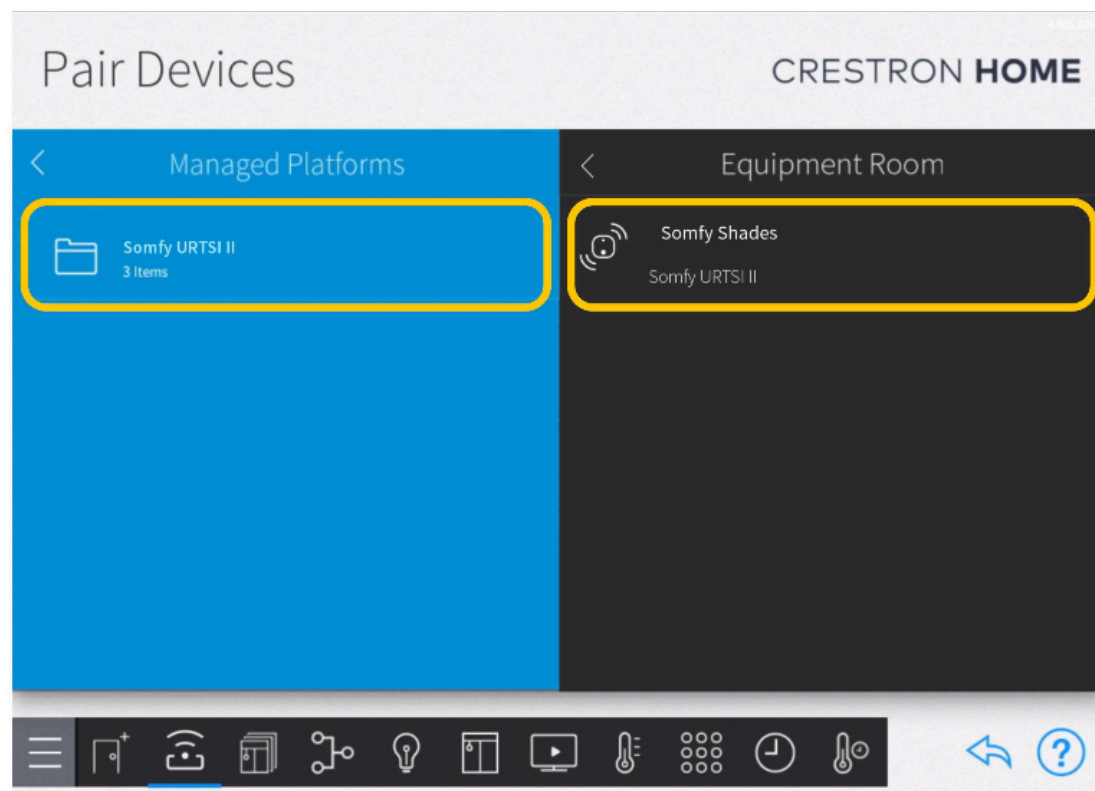 Pair Devices
CRESTRON HOME
Managed Platforms
Somfy URTSI II
3 Items
Equipment Room
Somfy Shades
Somfy URTSI II
?